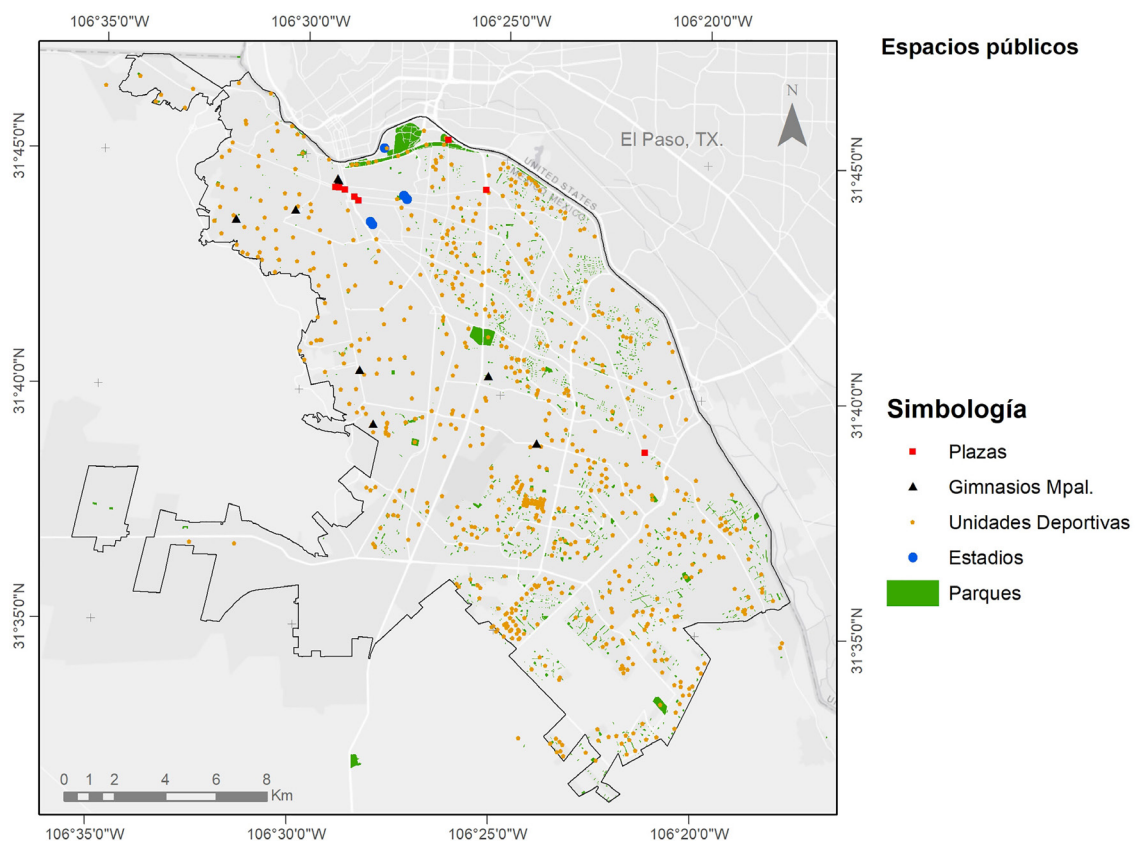 106°35'0"W 106°30'0"W 106°25'0"W 106°20'0"W
Espacios públicos
N
El Paso, TX.
31°45'0"N
31°45'0"N
UNITED STATES
MEXICO
31°40'0"N
31°40'0"N
Simbología
Plazas
Gimnasios Mpal.
Unidades Deportivas
Estadios
Parques
31°35'0"N
31°35'0"N
0 1 2 4 6 8
Km
106°35'0"W 106°30'0"W 106°25'0"W 106°20'0"W